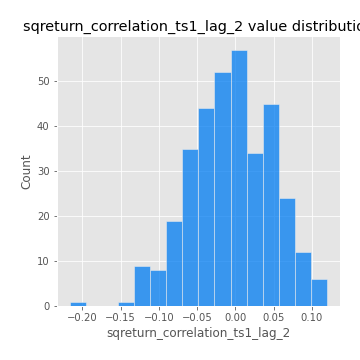 sqreturn_correlation_ts1_lag_2 value distributio
Count
50
40
30
20
10
0
−0.20 −0.15 −0.10 −0.05 0.00 0.05 0.10
sqreturn_correlation_ts1_lag_2